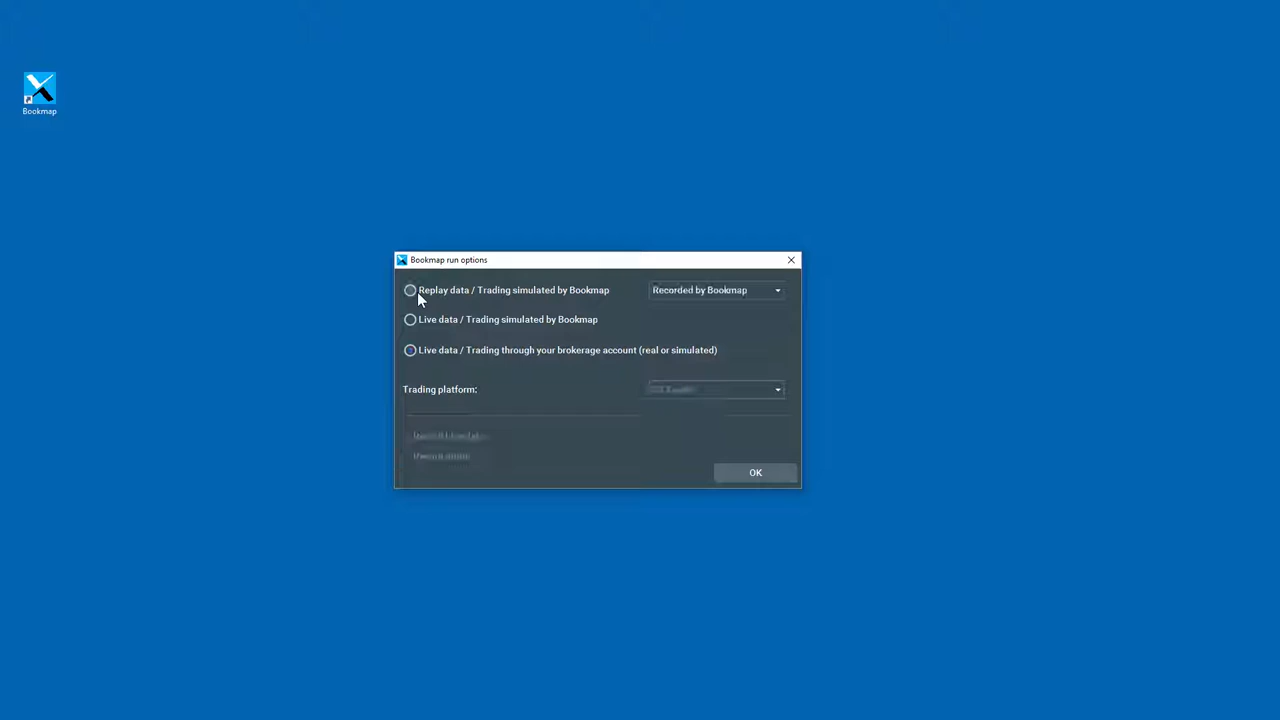 Bookmap
Bookmap run options
Replay data / Trading simulated by Bookmap
Recorded by Bookmap
Live data / Trading simulated by Bookmap
Live data / Trading through your brokerage account (real or simulated)
Trading platform:
OK